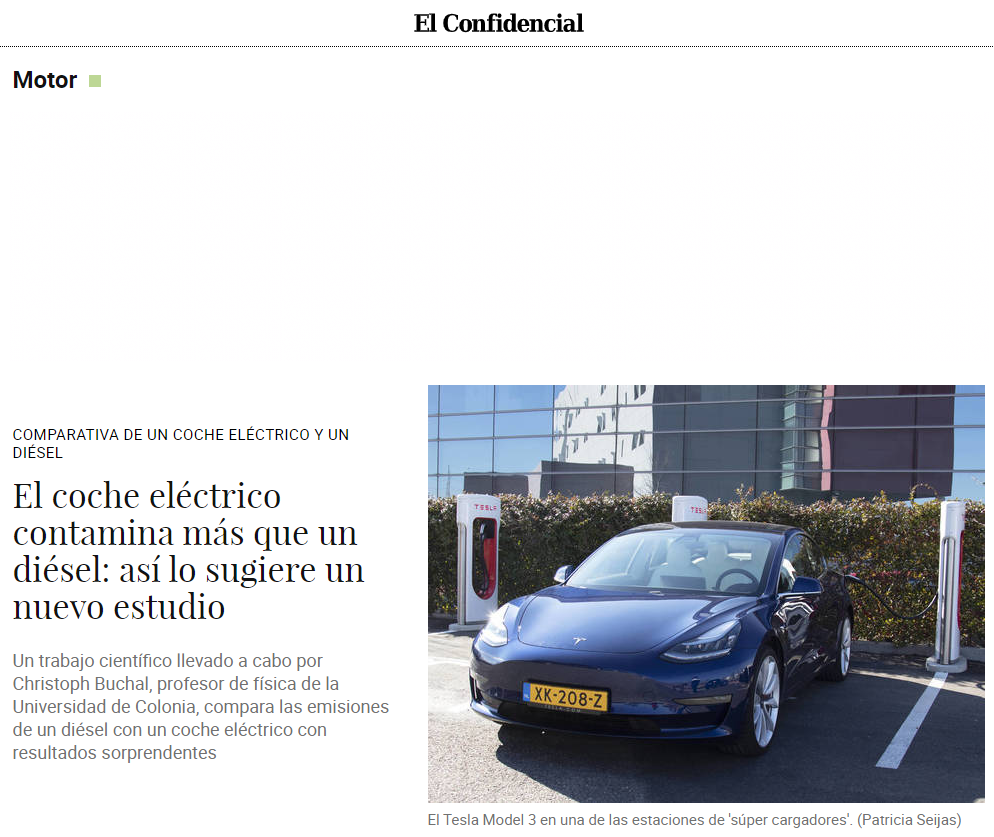 El Confidencial
Motor
COMPARATIVA DE UN COCHE ELÉCTRICO Y UN
DIÉSEL
El coche eléctrico
contamina más que un
diésel: así lo sugiere un
nuevo estudio
Un trabajo científico llevado a cabo por
Christoph Buchal, profesor de física de la
Universidad de Colonia, compara las emisiones
de un diésel con un coche eléctrico con
resultados sorprendentes
TESLA
TESLA
XK-208-Z
TESLA.COM
El Tesla Model 3 en una de las estaciones de 'súper cargadores'. (Patricia Seijas)